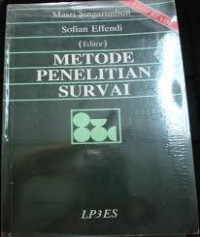 Masri Singarimbun
Sofian Effendi
(Editor)
METODE
PENELITIAN
SURVAI
LP3ES